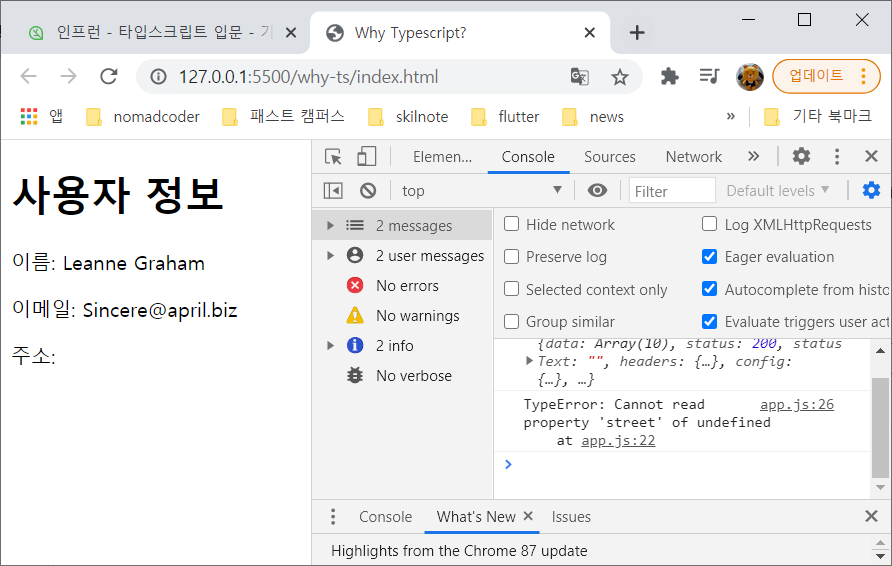 인프런 - 타입스크립트 입문 - 기
Why Typescript?
127.0.0.1:5500/why-ts/index.html
업데이트
앱
nomadcoder
패스트 캠퍼스
skilnote
flutter
news
»
기타 북마크
사용자 정보
이름: Leanne Graham
이메일: Sincere@april.biz
주소:
Elemen…
Console
Sources
Network
»
top
Filter
Default levels
2 messages
2 user messages
No errors
No warnings
2 info
No verbose
Hide network
Log XMLHttpRequests
Preserve log
Eager evaluation
Selected context only
Autocomplete from histo
Group similar
Evaluate triggers user act
{data: Array(10), status: 200, status
Text: "", headers: {…}, config:
{…}, …}
TypeError: Cannot read app.js:26
property 'street' of undefined
at app.js:22
Console
What's New
Issues
Highlights from the Chrome 87 update